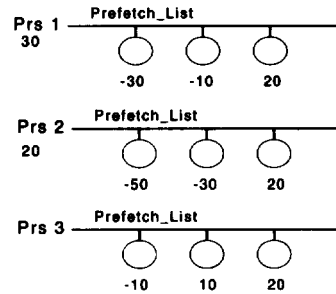 Prefetch_List
Prs 1
30
-30 -10 20
Prefetch_List
Prs 2
20
-50 -30 20
Prefetch_List
Prs 3
-10 10 20